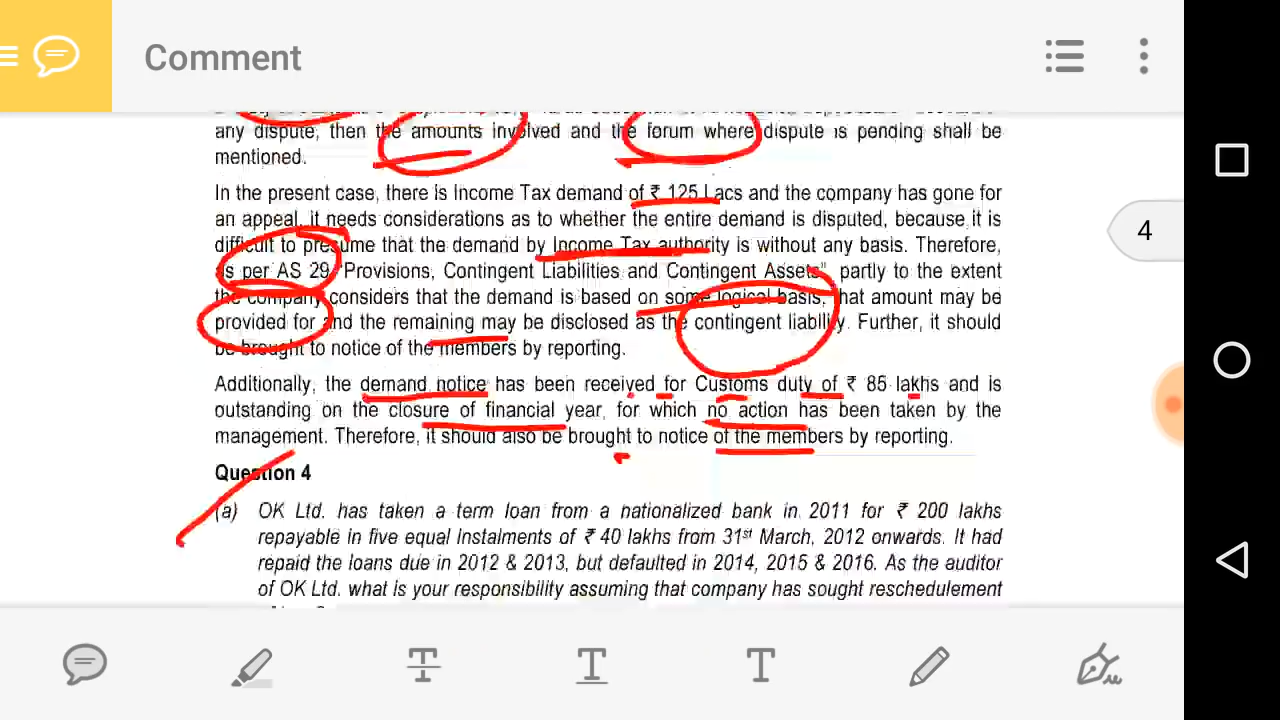 Comment
any dispute, then the amounts involved and the forum where dispute is pending shall be
mentioned.
In the present case, there is Income Tax demand of ₹ 125 Lacs and the company has gone for
an appeal, it needs considerations as to whether the entire demand is disputed, because it is
difficult to presume that the demand by Income Tax authority is without any basis. Therefore,
as per AS 29 “Provisions, Contingent Liabilities and Contingent Assets”, partly to the extent
the company considers that the demand is based on some logical basis, that amount may be
provided for and the remaining may be disclosed as the contingent liability. Further, it should
be brought to notice of the members by reporting.
Additionally, the demand notice has been received for Customs duty of ₹ 85 lakhs and is
outstanding on the closure of financial year, for which no action has been taken by the
management. Therefore, it should also be brought to notice of the members by reporting.
Question 4
(a) OK Ltd. has taken a term loan from a nationalized bank in 2011 for ₹ 200 lakhs
repayable in five equal instalments of ₹ 40 lakhs from 31st March, 2012 onwards. It had
repaid the loans due in 2012 & 2013, but defaulted in 2014, 2015 & 2016. As the auditor
of OK Ltd. what is your responsibility assuming that company has sought reschedulement
4
T
T
T